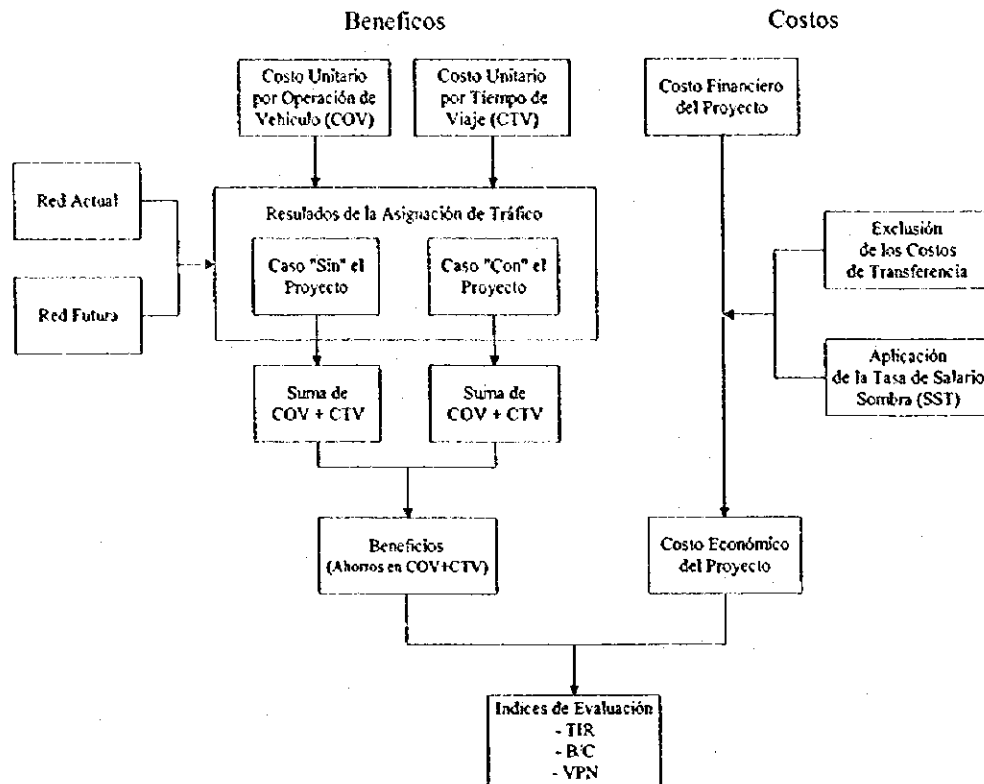 Beneficos
Costos
Costo Unitario
por Operación de
Vehiculo (COV)
Costo Unitario
por Tiempo de
Viaje (CTV)
Costo Financiero
del Proyecto
Red Actual
Red Futura
Resulados de la Asignación de Tráfico
Caso "Sin" el
Proyecto
Caso "Con" el
Proyecto
Exclusión
de los Costos
de Transferencia
Aplicación
de la Tasa de Salario
Sombra (SST)
Suma de
COV + CTV
Suma de
COV + CTV
Beneficios
(Ahorros en COV+CTV)
Costo Económico
del Proyecto
Indices de Evaluación
- TIR
- B/C
- VPN